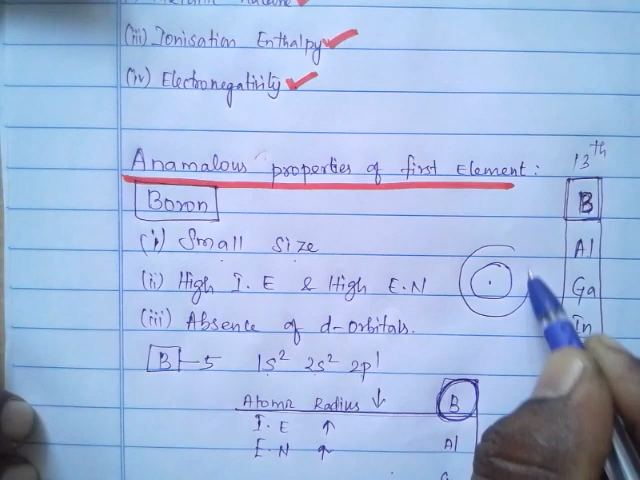 (iii) Ionisation Enthalpy
(iv) Electronegativity
Anamalous properties of first Element:
13th
Boron
B
(i) Small Size
Al
(ii) High I.E & High E.N
Ga
(iii) Absence of d-orbitals.
In
B-5 1s² 2s² 2p¹
Atomic Radius ↓
B
I.E ↑
E.N ↑
Al